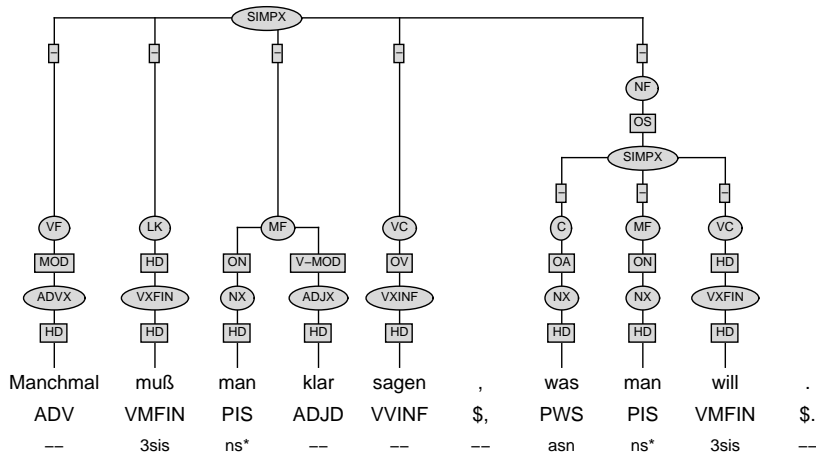 SIMPX
– – – – –
NF
OS
SIMPX
– – –
VF LK MF VC C MF VC
MOD HD ON V–MOD OV OA ON HD
ADVX VXFIN NX ADJX VXINF NX NX VXFIN
HD HD HD HD HD HD HD HD
Manchmal muß man klar sagen , was man will .
ADV VMFIN PIS ADJD VVINF $, PWS PIS VMFIN $.
–– 3sis ns* –– –– –– asn ns* 3sis ––